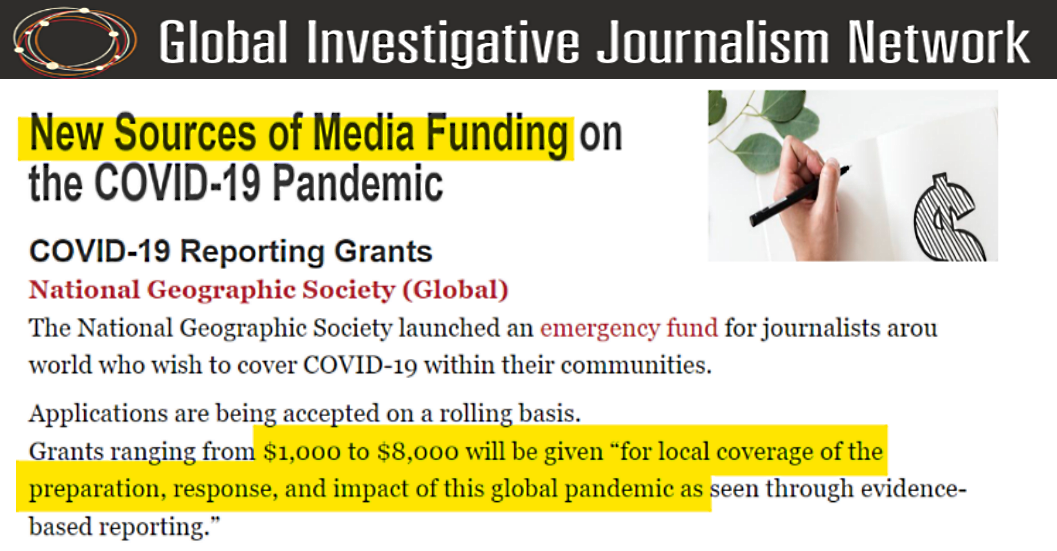 Global Investigative Journalism Network
New Sources of Media Funding on
the COVID-19 Pandemic
COVID-19 Reporting Grants
National Geographic Society (Global)
The National Geographic Society launched an emergency fund for journalists arou
world who wish to cover COVID-19 within their communities.
Applications are being accepted on a rolling basis.
Grants ranging from $1,000 to $8,000 will be given “for local coverage of the
preparation, response, and impact of this global pandemic as seen through evidence-
based reporting.”